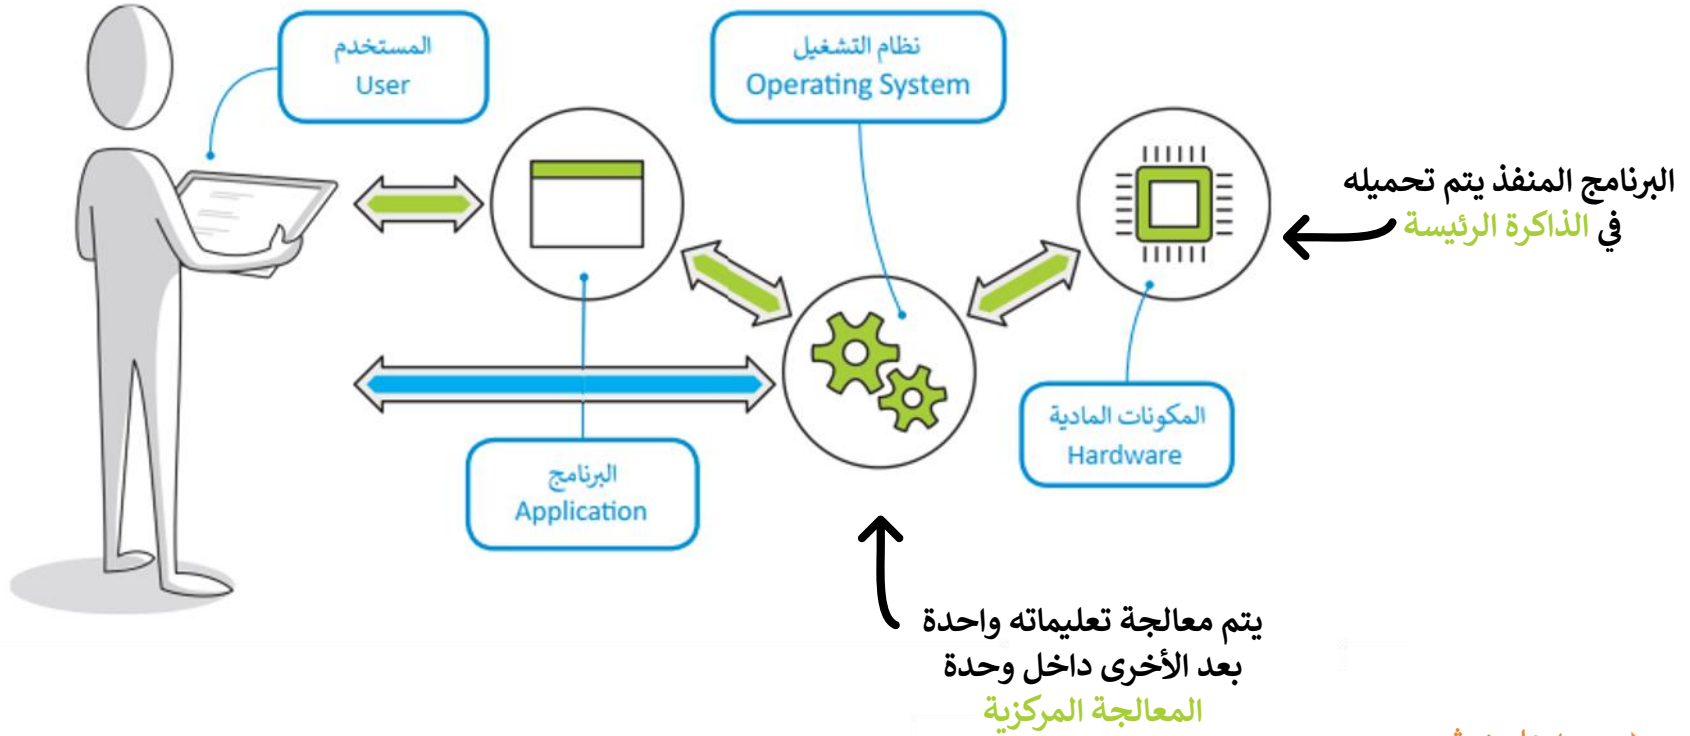 المستخدم
User
نظام التشغيل
Operating System
البرنامج المنفذ يتم تحميله
في الذاكرة الرئيسة
المكونات المادية
Hardware
البرنامج
Application
يتم معالجة تعليماته واحدة
بعد الأخرى داخل وحدة
المعالجة المركزية